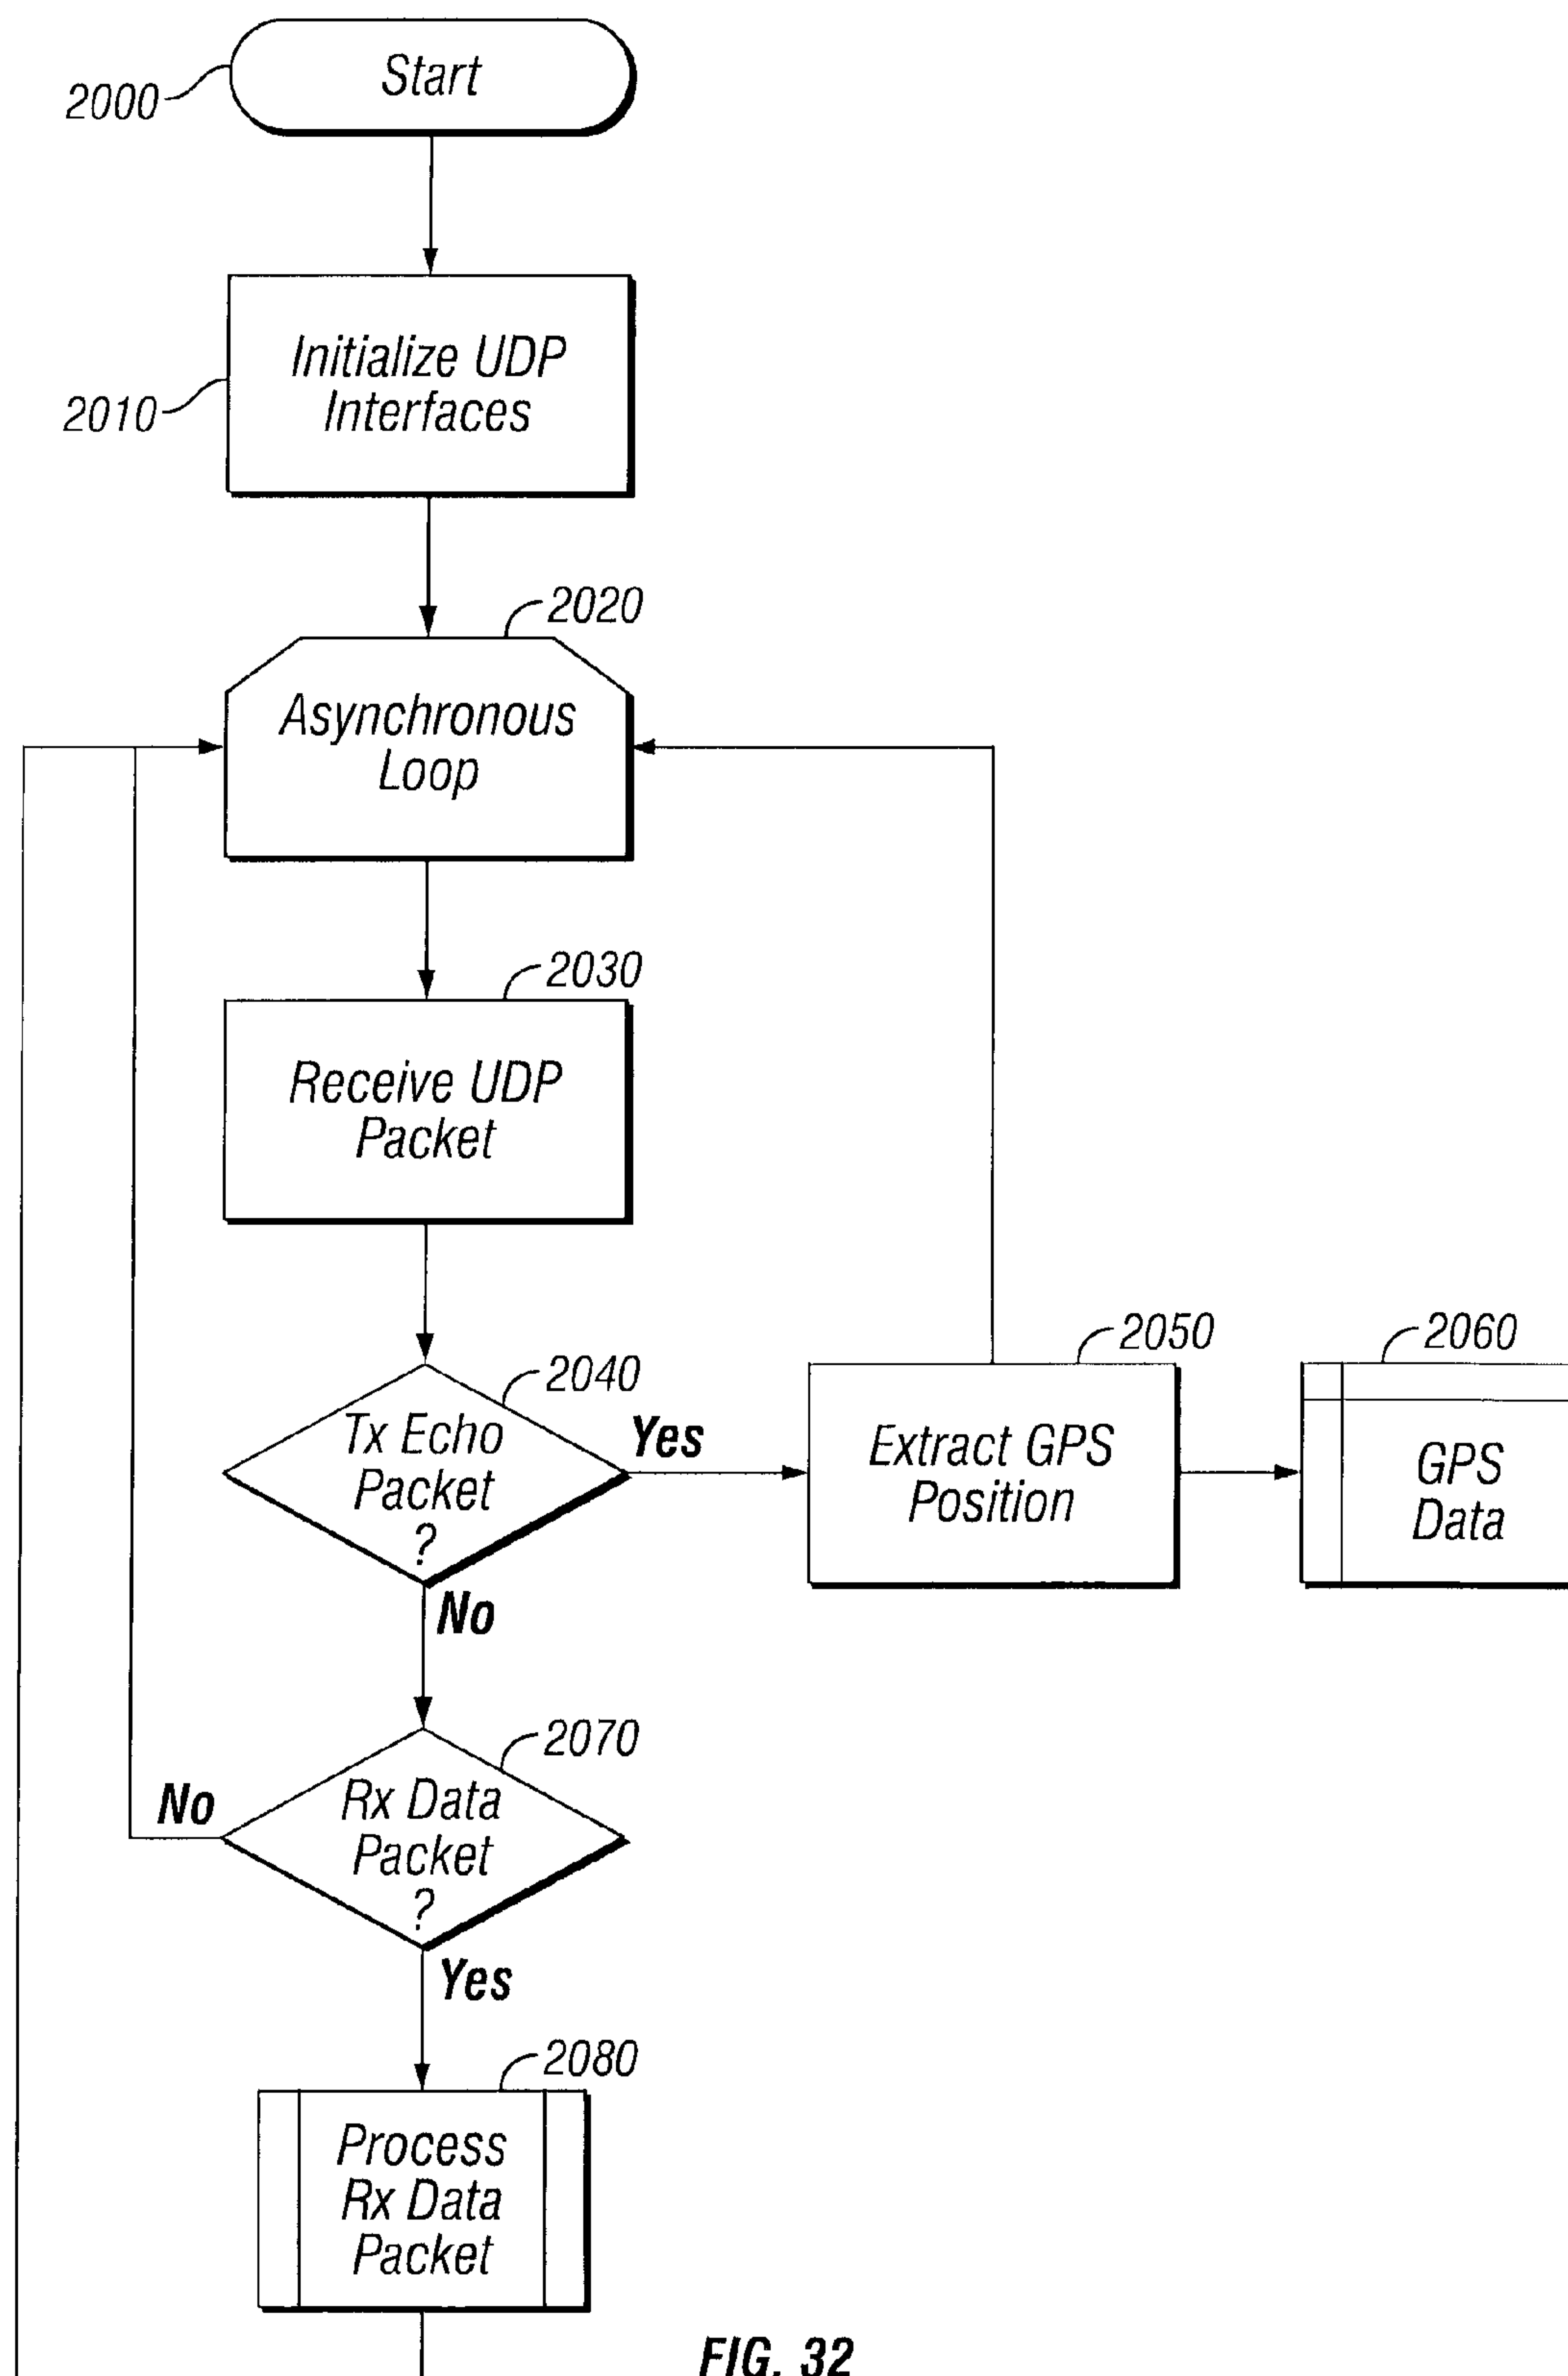 2000
Start
2010
Initialize UDP
Interfaces
2020
Asynchronous
Loop
2030
Receive UDP
Packet
2040
Tx Echo
Packet
?
Yes
No
2050
Extract GPS
Position
2060
GPS
Data
2070
Rx Data
Packet
?
No
Yes
2080
Process
Rx Data
Packet
FIG. 32